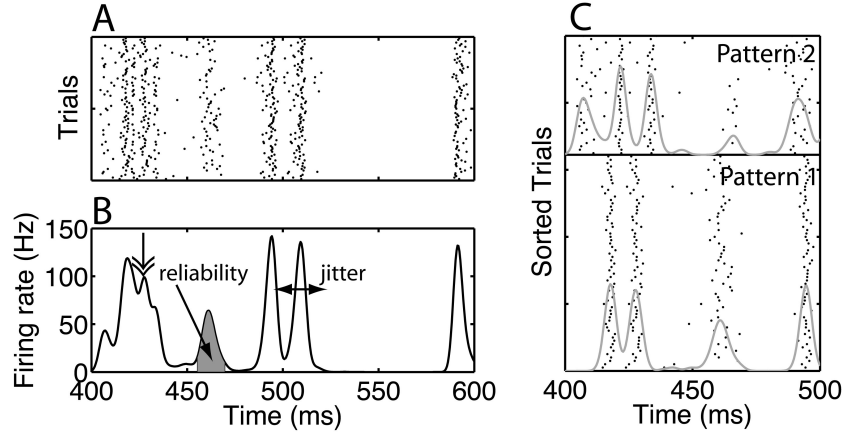 A
Trials
B
Firing rate (Hz)
150
100
50
0
reliability
jitter
400 450 500 550 600
Time (ms)
C
Sorted Trials
Pattern 2
Pattern 1
400 450 500
Time (ms)